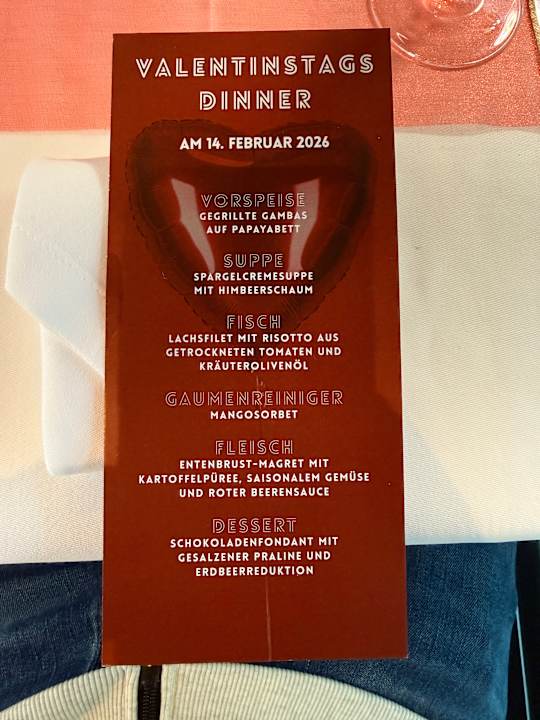 VALENTINSTAGS
DINNER
AM 14. FEBRUAR 2026
VORSPEISE
GEGRILLTE GAMBAS
AUF PAPAYABETT
SUPPE
SPARGELCREMESUPPE
MIT HIMBEERSCHAUM
FISCH
LACHSFILET MIT RISOTTO AUS
GETROCKNETEN TOMATEN UND
KRÄUTEROLIVENÖL
GAUMENREINIGER
MANGOSORBET
FLEISCH
ENTENBRUST-MAGRET MIT
KARTOFFELPÜREE, SAISONALEM GEMÜSE
UND ROTER BEERENSAUCE
DESSERT
SCHOKOLADENFONDANT MIT
GESALZENER PRALINE UND
ERDBEERREDUKTION